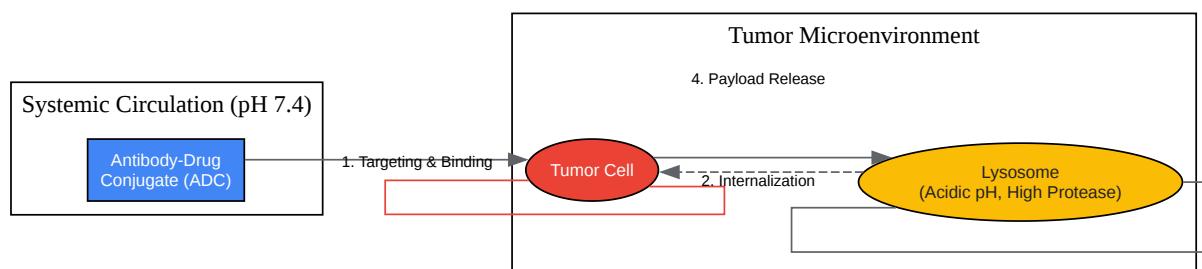 Tumor Microenvironment
4. Payload Release
Systemic Circulation (pH 7.4)
Antibody-Drug
Conjugate (ADC)
1. Targeting & Binding
Tumor Cell
2. Internalization
Lysosome
(Acidic pH, High Protease)